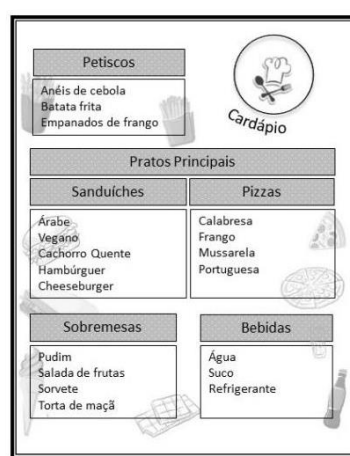 Petiscos
Anéis de cebola
Batata frita
Empanados de frango
Cardápio
Pratos Principais
Sanduíches
Árabe
Vegano
Cachorro Quente
Hambúrguer
Cheeseburger
Pizzas
Calabresa
Frango
Mussarela
Portuguesa
Sobremesas
Pudim
Salada de frutas
Sorvete
Torta de maçã
Bebidas
Água
Suco
Refrigerante